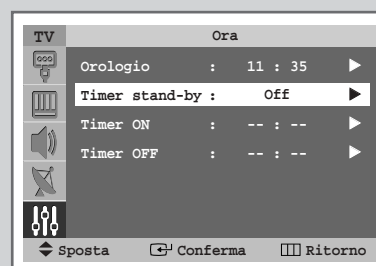 TV Ora
Orologio : 11 : 35
Timer stand-by : Off
Timer ON : -- : --
Timer OFF : -- : --
Sposta Conferma Ritorno